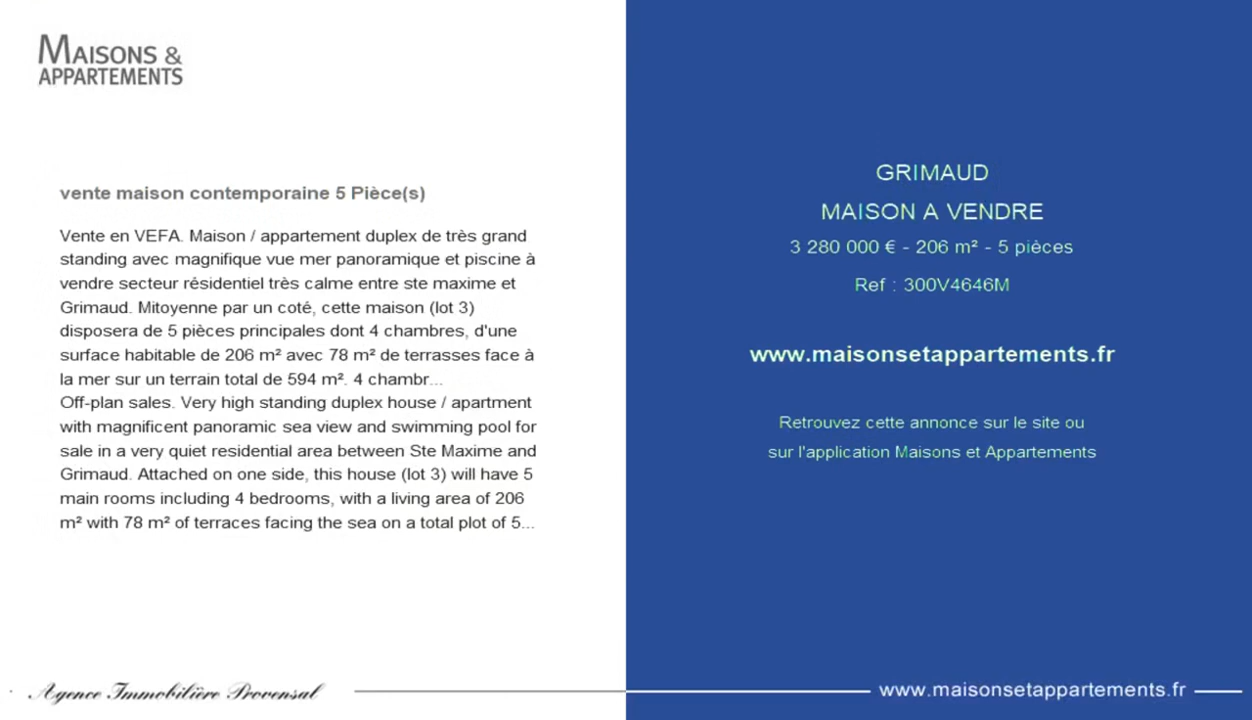 MAISONS &
APPARTEMENTS
vente maison contemporaine 5 Pièce(s)
Vente en VEFA. Maison / appartement duplex de très grand
standing avec magnifique vue mer panoramique et piscine à
vendre secteur résidentiel très calme entre ste maxime et
Grimaud. Mitoyenne par un coté, cette maison (lot 3)
disposera de 5 pièces principales dont 4 chambres, d'une
surface habitable de 206 m² avec 78 m² de terrasses face à
la mer sur un terrain total de 594 m². 4 chambr...
Off-plan sales. Very high standing duplex house / apartment
with magnificent panoramic sea view and swimming pool for
sale in a very quiet residential area between Ste Maxime and
Grimaud. Attached on one side, this house (lot 3) will have 5
main rooms including 4 bedrooms, with a living area of 206
m² with 78 m² of terraces facing the sea on a total plot of 5...
Agence Immobilière Provensal
GRIMAUD
MAISON A VENDRE
3 280 000 € - 206 m² - 5 pièces
Ref : 300V4646M
www.maisonsetappartements.fr
Retrouvez cette annonce sur le site ou
sur l'application Maisons et Appartements
www.maisonsetappartements.fr